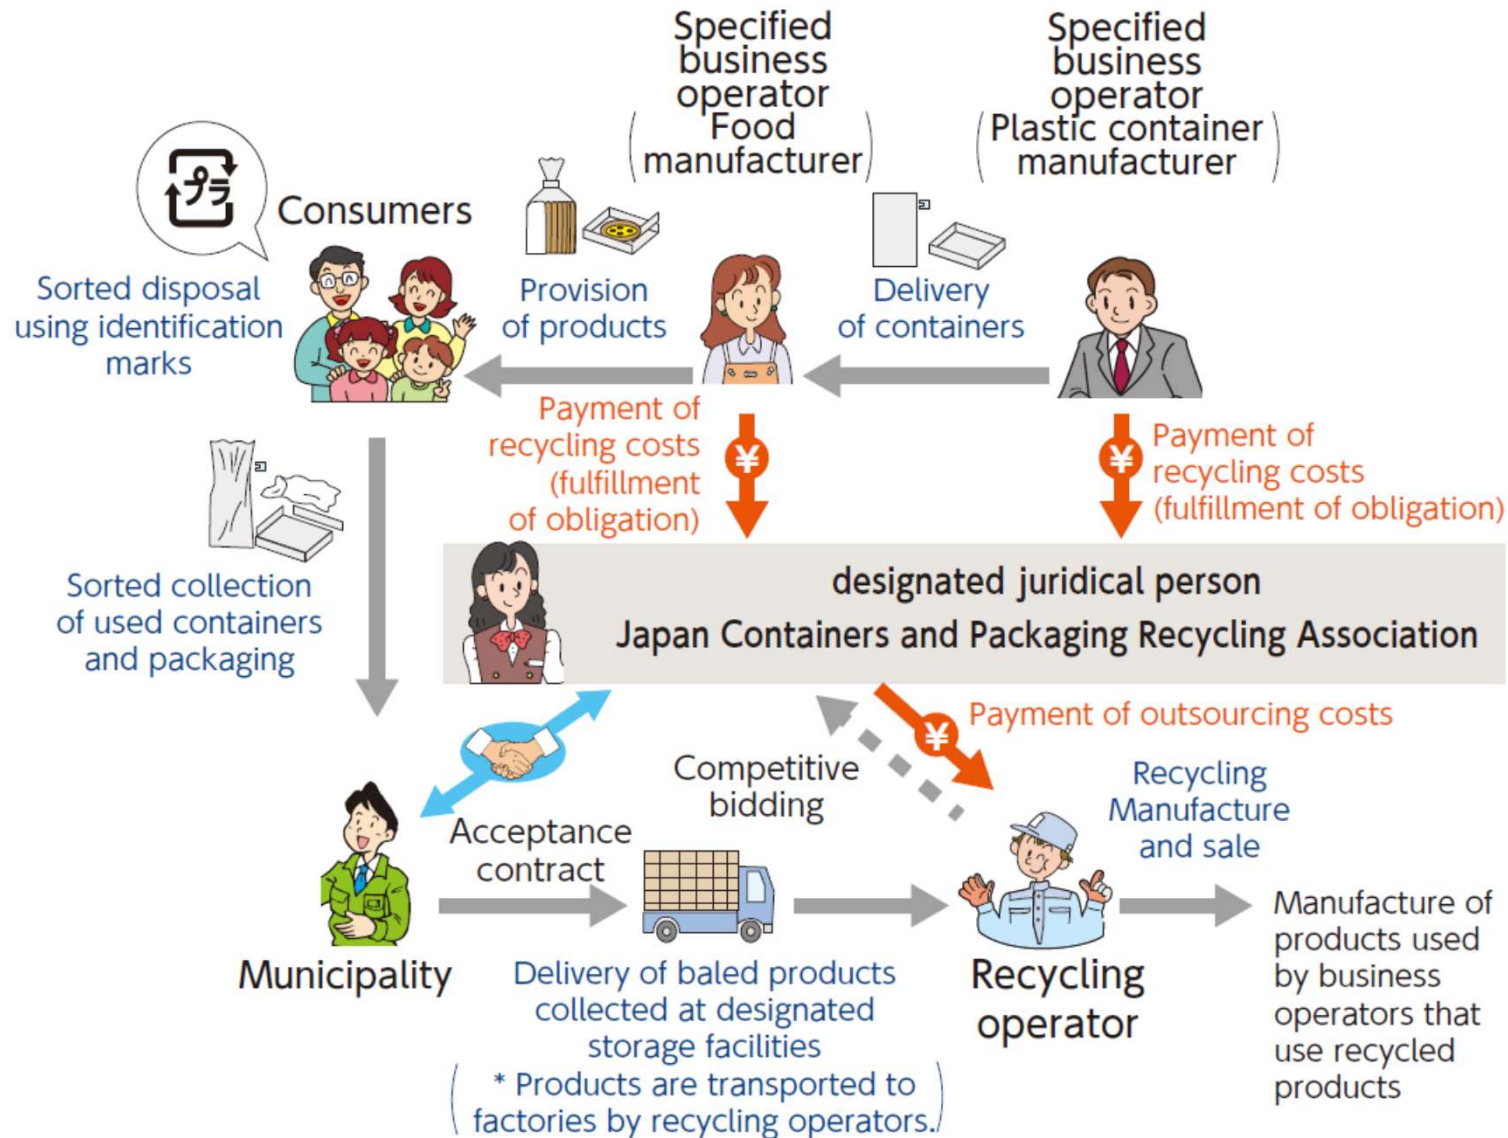 Specified
business
operator
(Food
manufacturer)
Specified
business
operator
(Plastic container
manufacturer)
プラ
Consumers
Sorted disposal
using identification
marks
Provision
of products
Delivery
of containers
Payment of
recycling costs
(fulfillment
of obligation)
¥
¥
Payment of
recycling costs
(fulfillment of obligation)
Sorted collection
of used containers
and packaging
designated juridical person
Japan Containers and Packaging Recycling Association
¥
Payment of outsourcing costs
Competitive
bidding
Acceptance
contract
Recycling
Manufacture
and sale
Municipality
Delivery of baled products
collected at designated
storage facilities
(* Products are transported to
factories by recycling operators.)
Recycling
operator
Manufacture of
products used
by business
operators that
use recycled
products